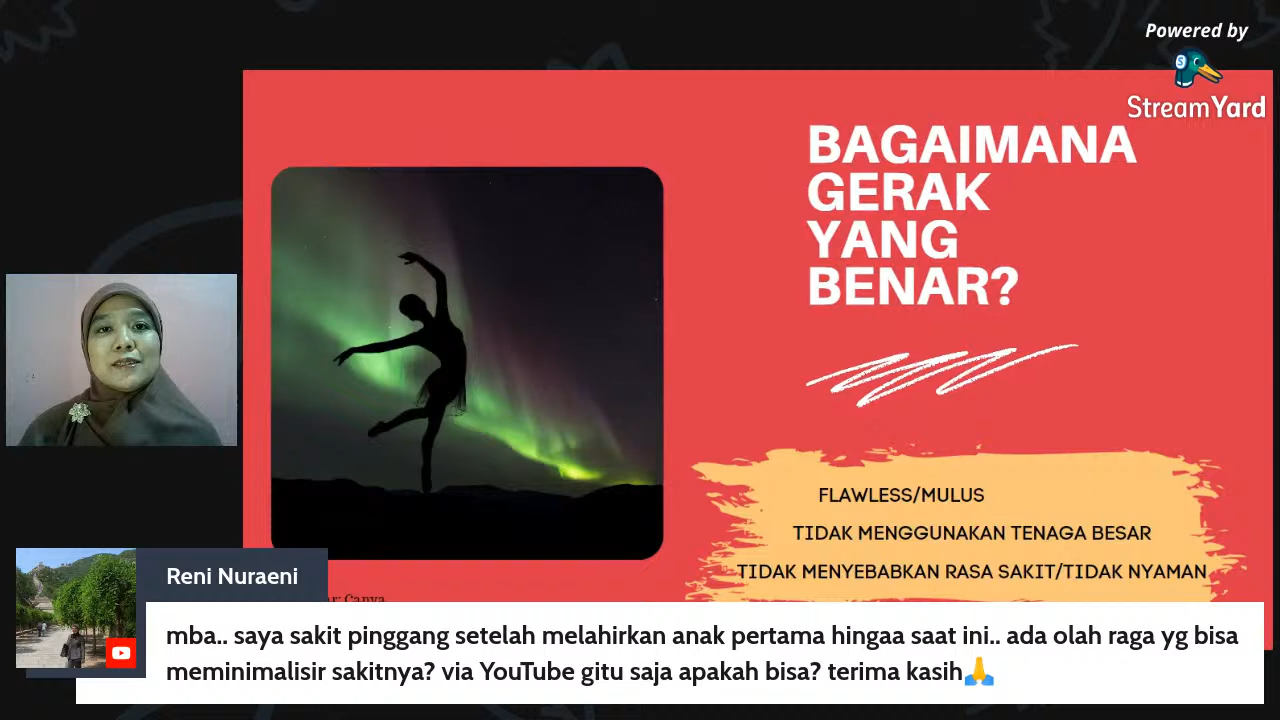 Powered by
StreamYard
BAGAIMANA
GERAK
YANG
BENAR?
FLAWLESS/MULUS
TIDAK MENGGUNAKAN TENAGA BESAR
TIDAK MENYEBABKAN RASA SAKIT/TIDAK NYAMAN
Canva
Reni Nuraeni
mba.. saya sakit pinggang setelah melahirkan anak pertama hingaa saat ini.. ada olah raga yg bisa
meminimalisir sakitnya? via YouTube gitu saja apakah bisa? terima kasih🙏